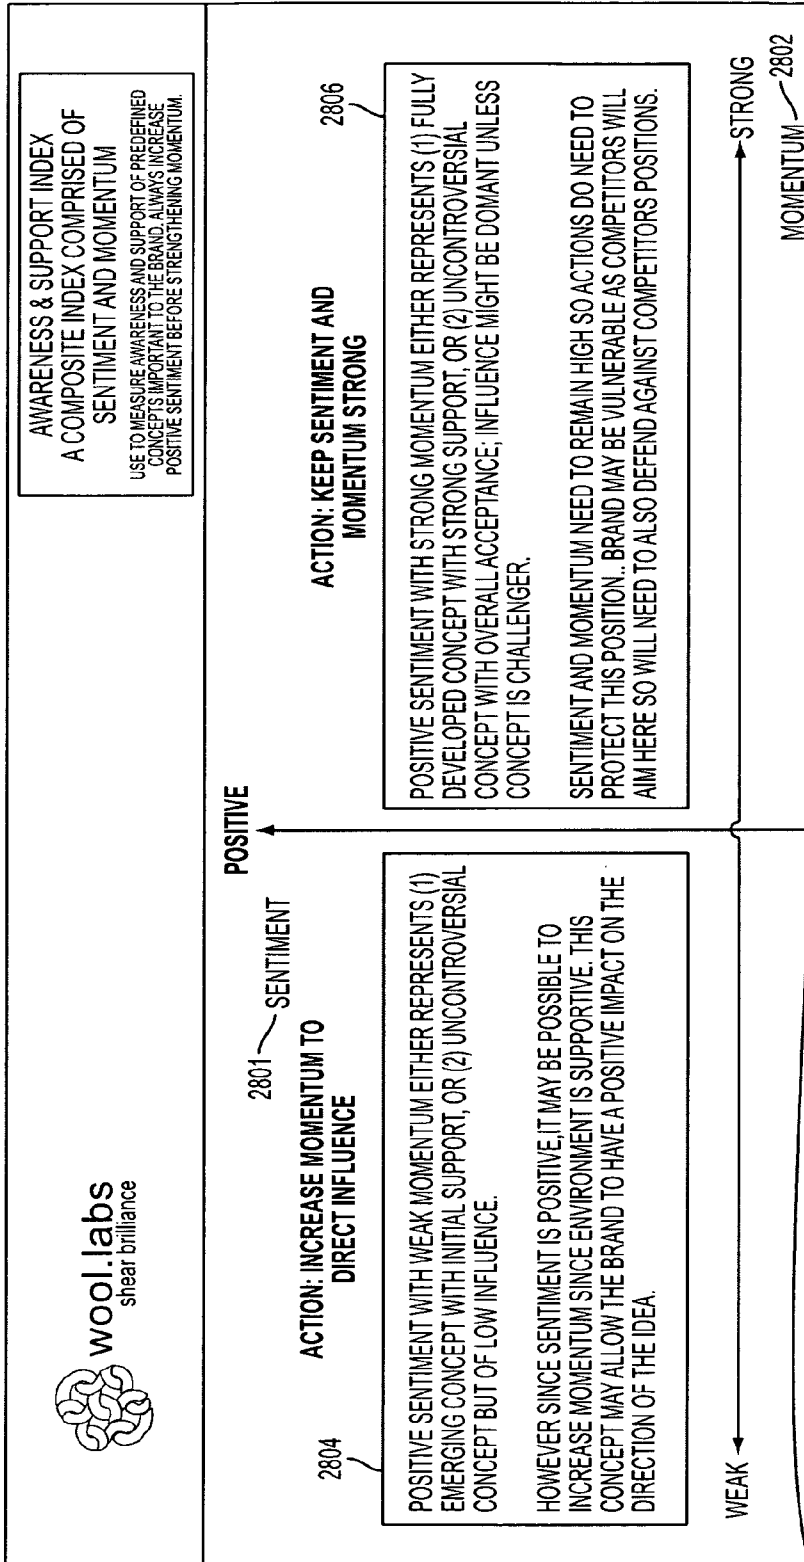 wool.labs
shear brilliance
AWARENESS & SUPPORT INDEX
A COMPOSITE INDEX COMPRISED OF
SENTIMENT AND MOMENTUM
USE TO MEASURE AWARENESS AND SUPPORT OF PREDEFINED
CONCEPTS IMPORTANT TO THE BRAND. ALWAYS INCREASE
POSITIVE SENTIMENT BEFORE STRENGTHENING MOMENTUM.
POSITIVE
2801 SENTIMENT
ACTION: INCREASE MOMENTUM TO
DIRECT INFLUENCE
2804
POSITIVE SENTIMENT WITH WEAK MOMENTUM EITHER REPRESENTS (1)
EMERGING CONCEPT WITH INITIAL SUPPORT, OR (2) UNCONTROVERSIAL
CONCEPT BUT OF LOW INFLUENCE.
HOWEVER SINCE SENTIMENT IS POSITIVE,IT MAY BE POSSIBLE TO
INCREASE MOMENTUM SINCE ENVIRONMENT IS SUPPORTIVE. THIS
CONCEPT MAY ALLOW THE BRAND TO HAVE A POSITIVE IMPACT ON THE
DIRECTION OF THE IDEA.
ACTION: KEEP SENTIMENT AND
MOMENTUM STRONG
2806
POSITIVE SENTIMENT WITH STRONG MOMENTUM EITHER REPRESENTS (1) FULLY
DEVELOPED CONCEPT WITH STRONG SUPPORT, OR (2) UNCONTROVERSIAL
CONCEPT WITH OVERALL ACCEPTANCE; INFLUENCE MIGHT BE DOMANT UNLESS
CONCEPT IS CHALLENGER.
SENTIMENT AND MOMENTUM NEED TO REMAIN HIGH SO ACTIONS DO NEED TO
PROTECT THIS POSITION.. BRAND MAY BE VULNERABLE AS COMPETITORS WILL
AIM HERE SO WILL NEED TO ALSO DEFEND AGAINST COMPETITORS POSITIONS.
WEAK
STRONG
MOMENTUM 2802